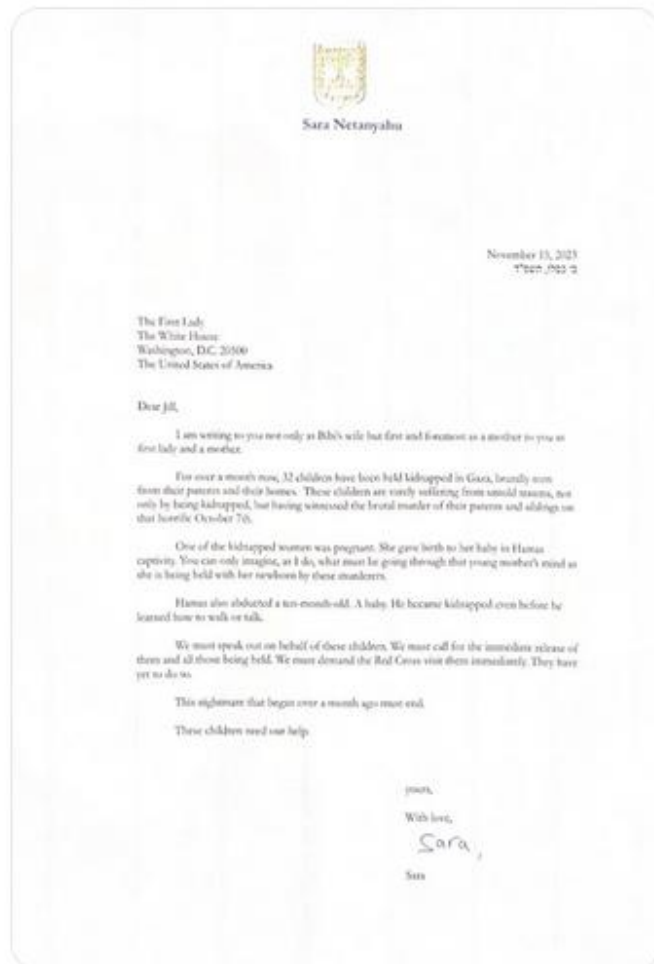 Sara Netanyahu
November 13, 2023
The First Lady
The White House
Washington, D.C. 20500
The United States of America
Dear Jill,
I am writing to you not only as Bibi's wife but first and foremost as a mother to you as
first lady and a mother.
For over a month now, 32 children have been held kidnapped in Gaza, brutally torn
from their parents and their homes. These children are surely suffering from untold not
only by being kidnapped, but having witnessed the brutal murder of their parents and siblings on
that horrific October 7th.
One of the kidnapped women was pregnant. She gave birth to her baby in Hamas
captivity. You can only imagine, as I do, what must be going through that young mother's mind as
she is being held with her newborn by these murderers.
Hamas also abducted a ten-month-old. A baby. He became kidnapped even before he
learned how to walk or talk.
We must speak out on behalf of these children. We must call for the immediate release of
them and all those being held. We must demand the Red Cross visit them immediately. They have
yet to do so.
This nightmare that began over a month ago must end.
These children need our help.
yours,
With love,
Sara,
Sara